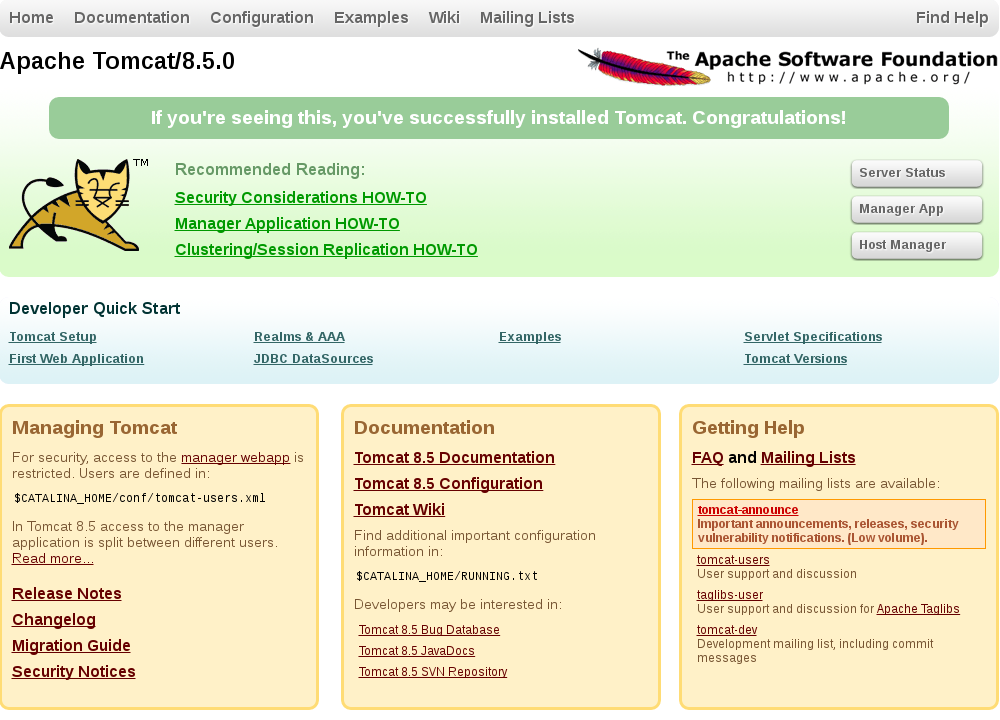 Home Documentation Configuration Examples Wiki Mailing Lists Find Help
Apache Tomcat/8.5.0
The Apache Software Foundation
http://www.apache.org/
If you're seeing this, you've successfully installed Tomcat. Congratulations!
TM
Recommended Reading:
Security Considerations HOW-TO
Manager Application HOW-TO
Clustering/Session Replication HOW-TO
Server Status
Manager App
Host Manager
Developer Quick Start
Tomcat Setup
First Web Application
Realms & AAA
JDBC DataSources
Examples
Servlet Specifications
Tomcat Versions
Managing Tomcat
For security, access to the manager webapp is
restricted. Users are defined in:
$CATALINA_HOME/conf/tomcat-users.xml
In Tomcat 8.5 access to the manager
application is split between different users.
Read more...
Release Notes
Changelog
Migration Guide
Security Notices
Documentation
Tomcat 8.5 Documentation
Tomcat 8.5 Configuration
Tomcat Wiki
Find additional important configuration
information in:
$CATALINA_HOME/RUNNING.txt
Developers may be interested in:
Tomcat 8.5 Bug Database
Tomcat 8.5 JavaDocs
Tomcat 8.5 SVN Repository
Getting Help
FAQ and Mailing Lists
The following mailing lists are available:
tomcat-announce
Important announcements, releases, security
vulnerability notifications. (Low volume).
tomcat-users
User support and discussion
taglibs-user
User support and discussion for Apache Taglibs
tomcat-dev
Development mailing list, including commit
messages